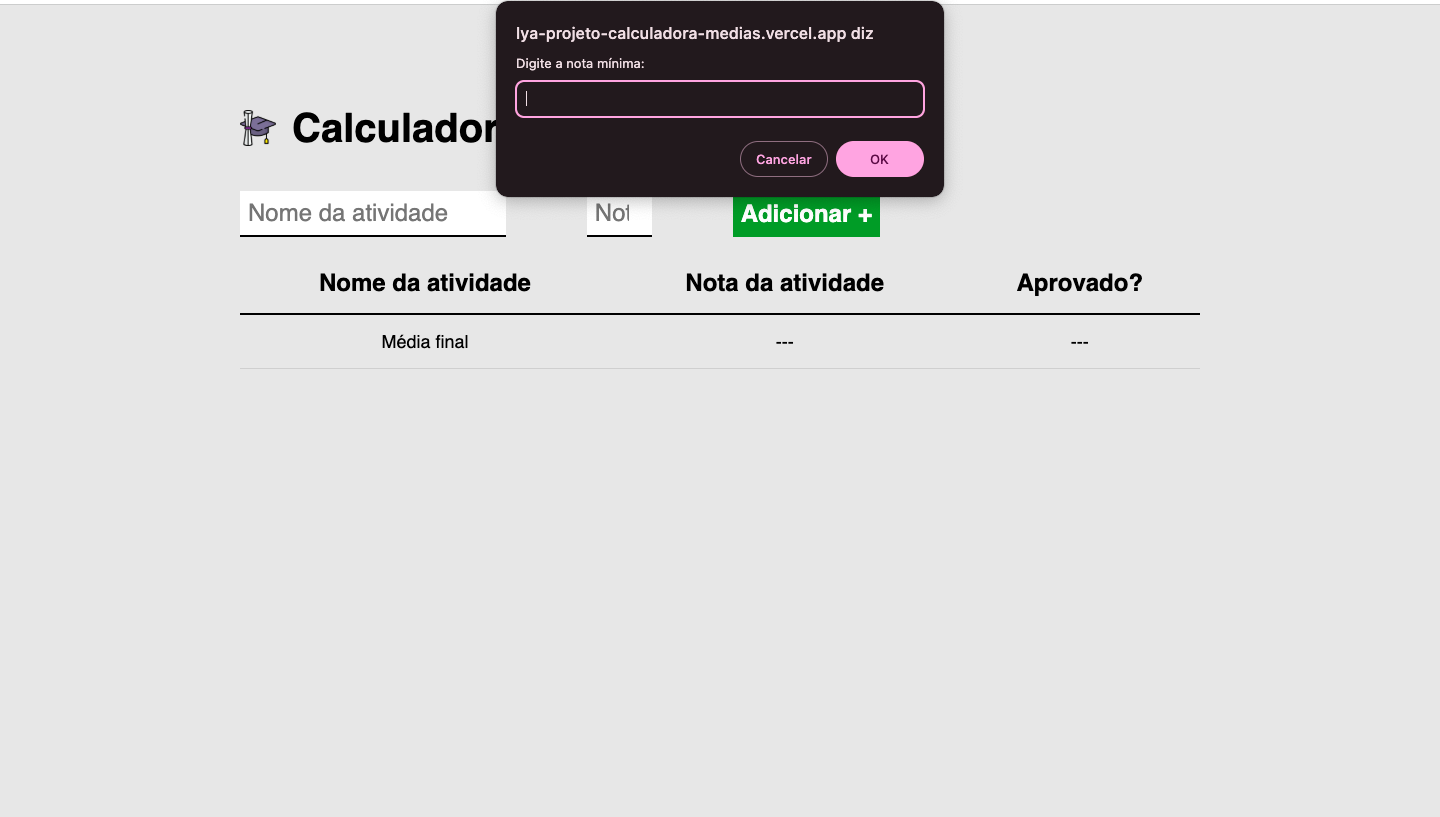 lya-projeto-calculadora-medias.vercel.app diz
Digite a nota mínima:
Cancelar
OK
Calculador
Nome da atividade
Not
Adicionar +
Nome da atividade Nota da atividade Aprovado?
Média final --- ---